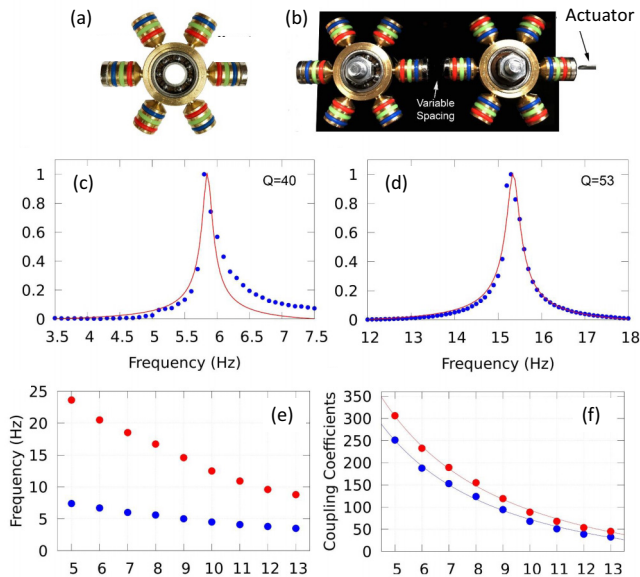 (a)
(b)
Actuator
Variable
Spacing
(c)
Q=40
1
0.8
0.6
0.4
0.2
0
3.5 4 4.5 5 5.5 6 6.5 7 7.5
Frequency (Hz)
(d)
Q=53
1
0.8
0.6
0.4
0.2
0
12 13 14 15 16 17 18
Frequency (Hz)
(e)
Frequency (Hz)
25
20
15
10
5
0
5 6 7 8 9 10 11 12 13
(f)
Coupling Coefficients
350
300
250
200
150
100
50
0
5 6 7 8 9 10 11 12 13